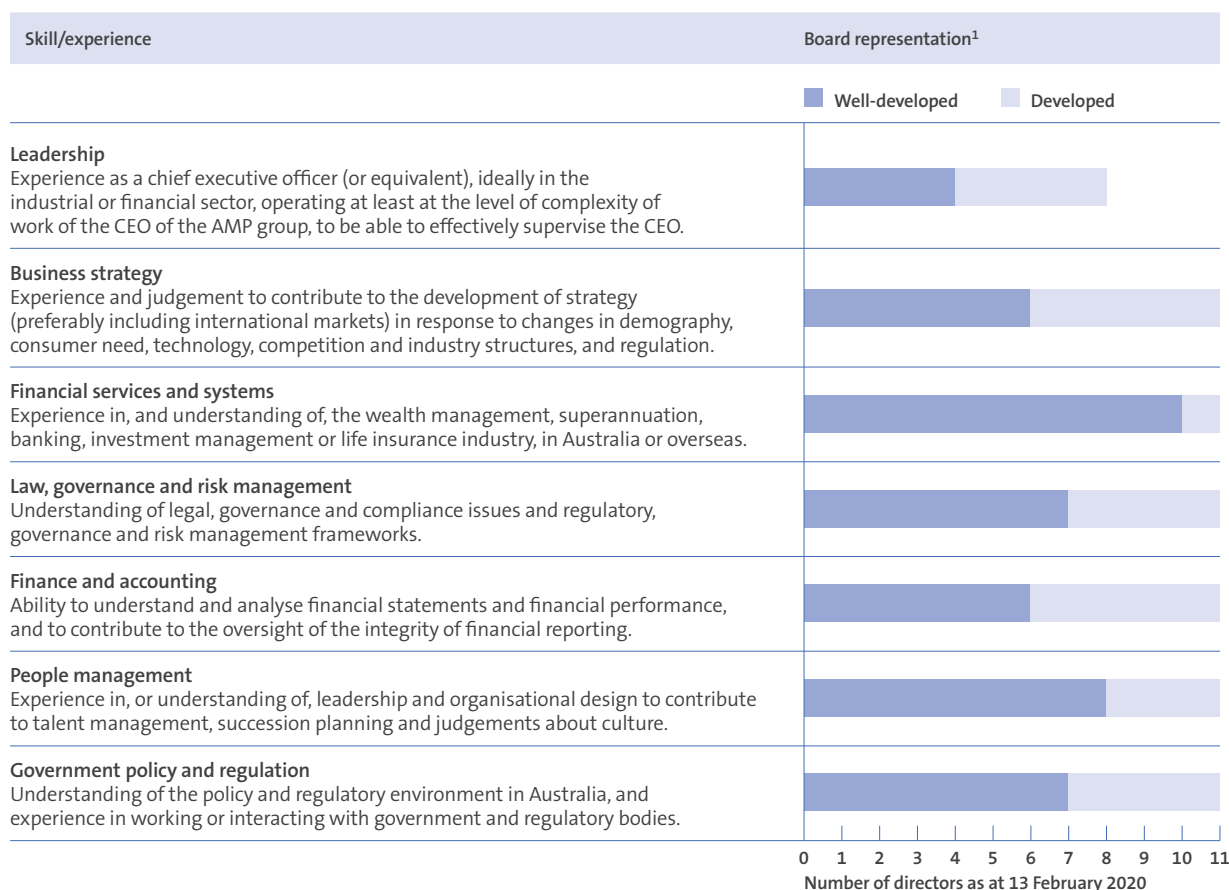 Skill/experience
Board representation1
Well-developed
Developed
Leadership
Experience as a chief executive officer (or equivalent), ideally in the
industrial or financial sector, operating at least at the level of complexity of
work of the CEO of the AMP group, to be able to effectively supervise the CEO.
Business strategy
Experience and judgement to contribute to the development of strategy
(preferably including international markets) in response to changes in demography,
consumer need, technology, competition and industry structures, and regulation.
Financial services and systems
Experience in, and understanding of, the wealth management, superannuation,
banking, investment management or life insurance industry, in Australia or overseas.
Law, governance and risk management
Understanding of legal, governance and compliance issues and regulatory,
governance and risk management frameworks.
Finance and accounting
Ability to understand and analyse financial statements and financial performance,
and to contribute to the oversight of the integrity of financial reporting.
People management
Experience in, or understanding of, leadership and organisational design to contribute
to talent management, succession planning and judgements about culture.
Government policy and regulation
Understanding of the policy and regulatory environment in Australia, and
experience in working or interacting with government and regulatory bodies.
0 1 2 3 4 5 6 7 8 9 10 11
Number of directors as at 13 February 2020